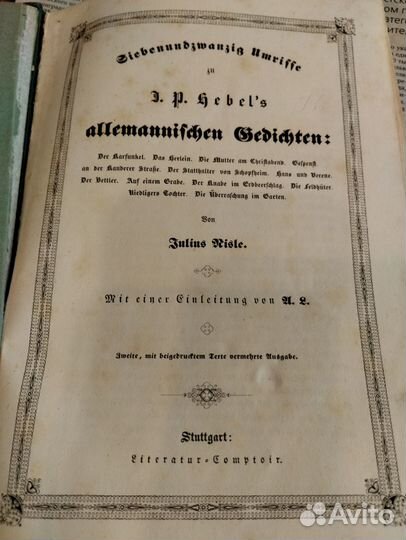 Siebenundzwanzig Umrisse
zu
J. P. Hebel's
allemannischen Gedichten:
Der Karfunkel. Das Hexlein. Die Mutter am Christabend. Gespenst
an der Kanderer Straße. Der Statthalter von Schopfheim. Hans und Verene.
Der Bettler. Auf einem Grabe. Der Knabe im Erdbeerschlag. Die Feldhüter.
Riedligers Tochter. Die Überraschung im Garten.
Von
Julius Nisle.
Mit einer Einleitung von A. L.
Zweite, mit beigedrucktem Texte vermehrte Ausgabe.
Stuttgart:
Literatur-Comptoir.
Avito